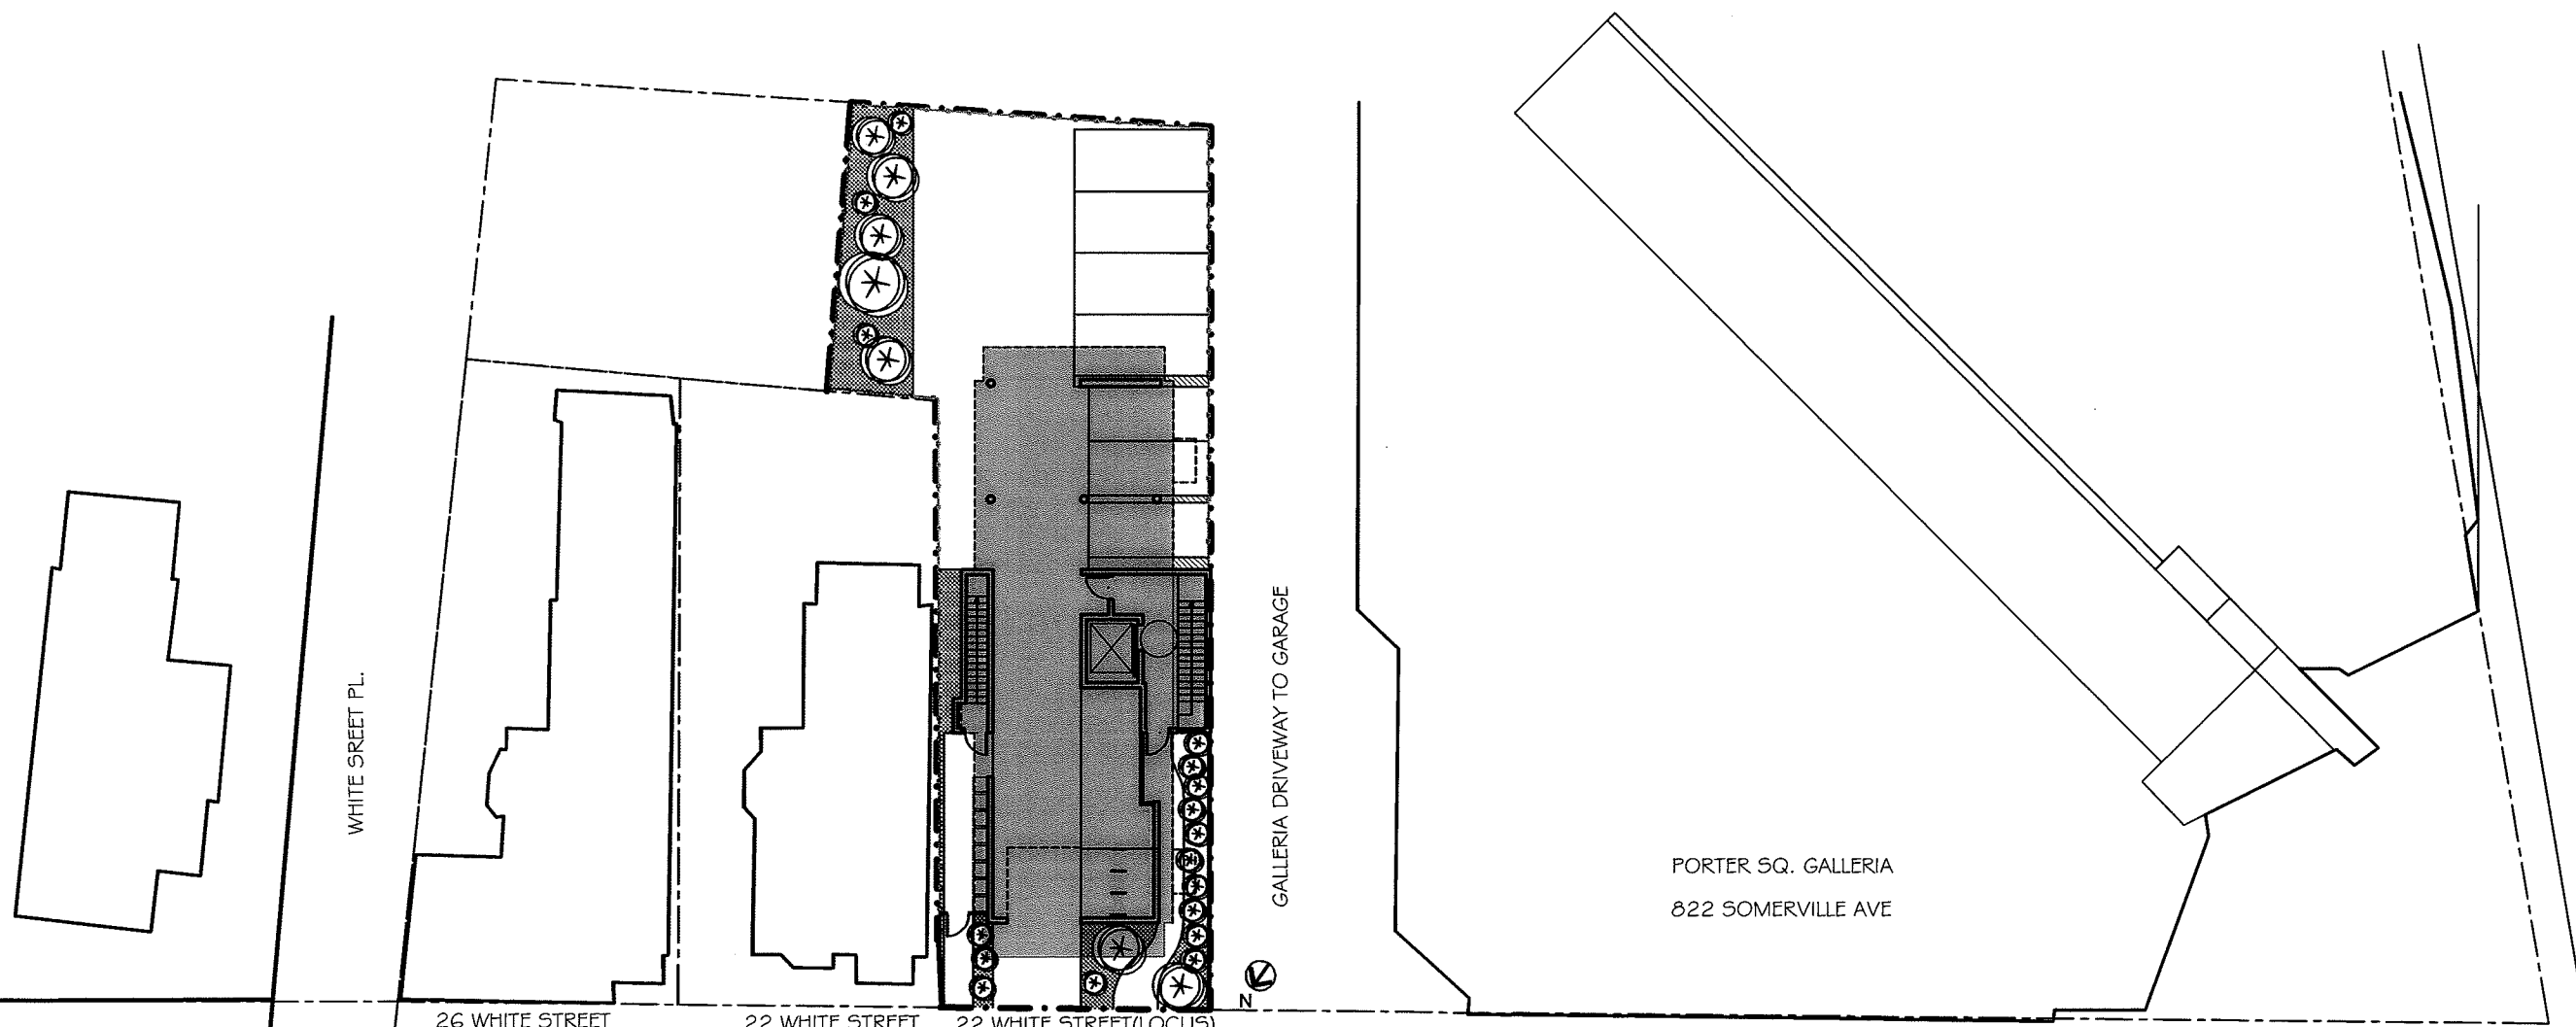 WHITE SREET PL.
GALLERIA DRIVEWAY TO GARAGE
PORTER SQ. GALLERIA
822 SOMERVILLE AVE
N
26 WHITE STREET
22 WHITE STREET
22 WHITE STREET(LOCUS)